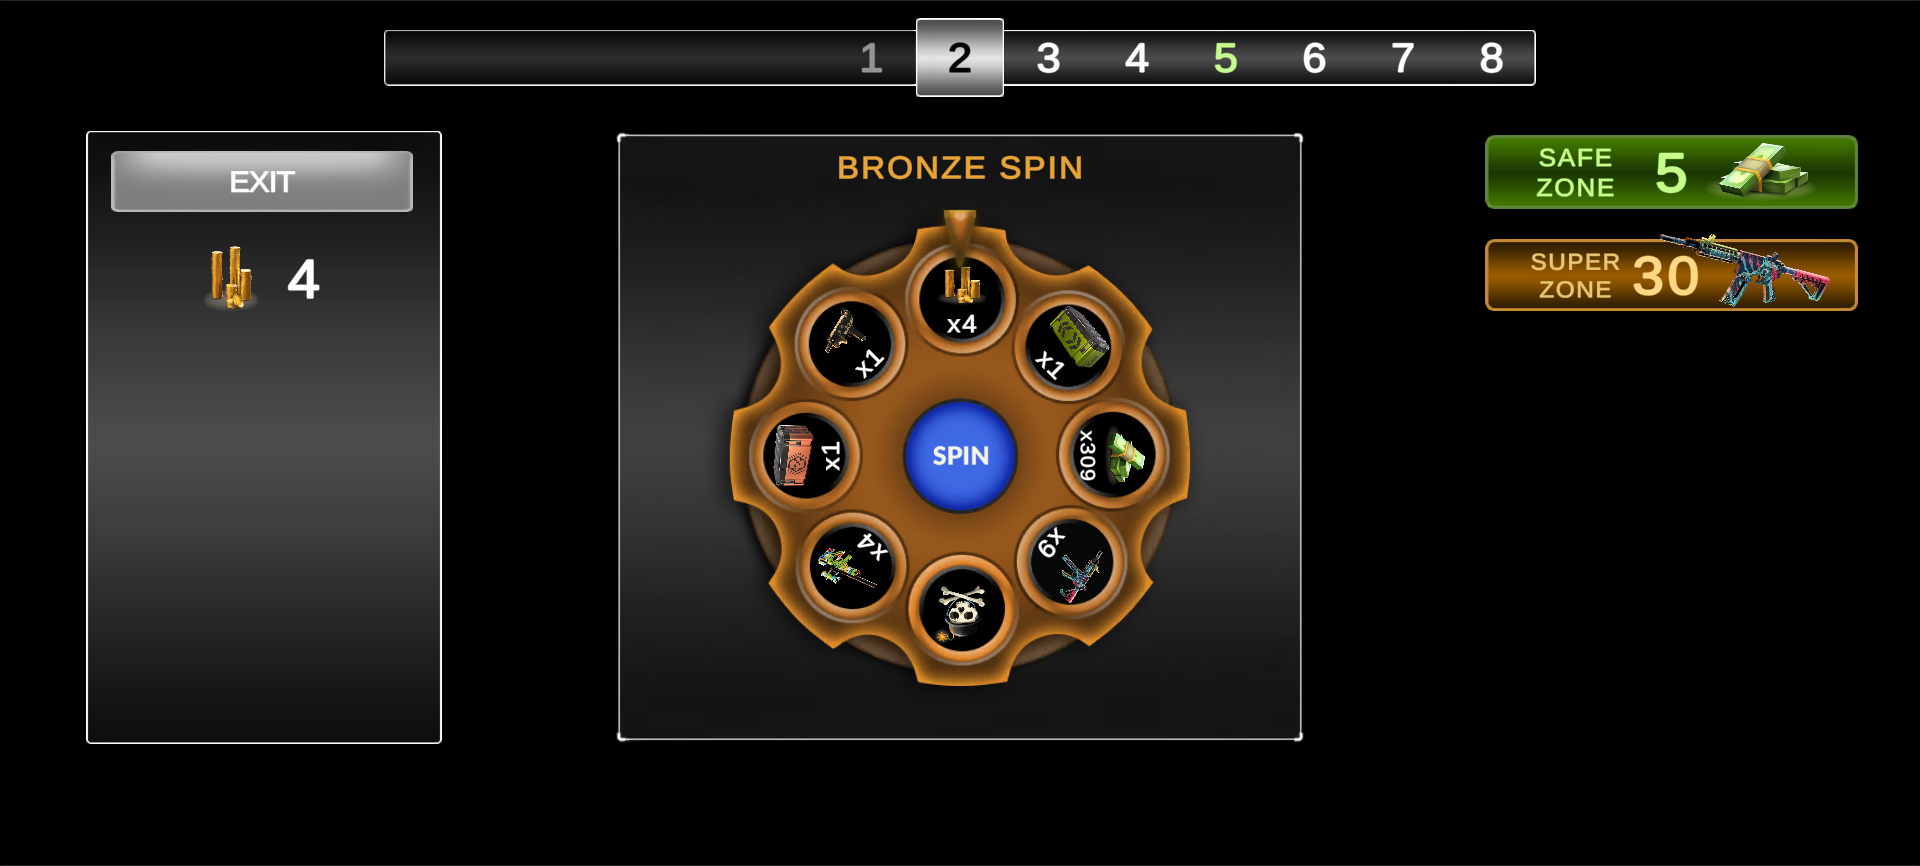 1 2 3 4 5 6 7 8
EXIT
4
BRONZE SPIN
x4
x1
x309
x9
x4
x1
x1
SPIN
SAFE
ZONE
5
SUPER
ZONE
30